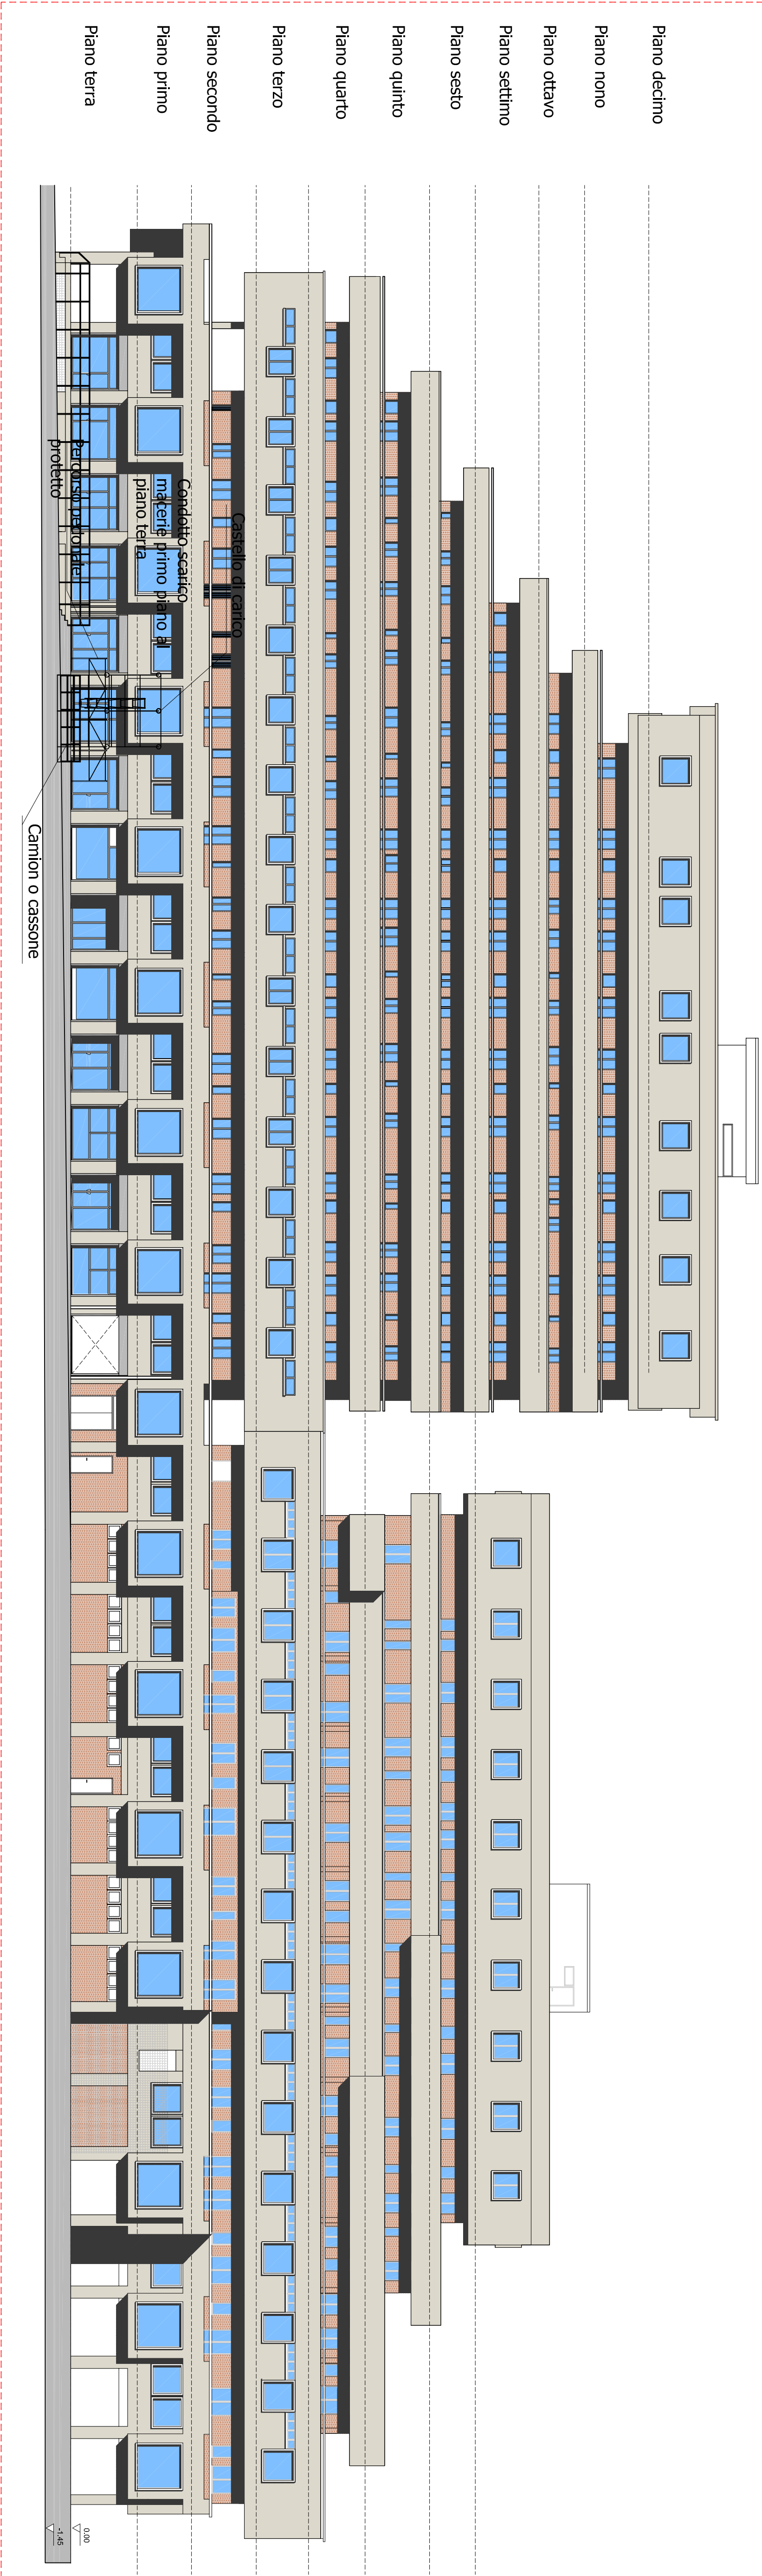 Piano decimo
Piano nono
Piano ottavo
Piano settimo
Piano sesto
Piano quinto
Piano quarto
Piano terzo
Piano secondo
Piano primo
Piano terra
Castello di carico
Condotto scarico
macerie primo piano al
piano terra
Percorso pedonale
protetto
Camion o cassone
0.00
-1.45